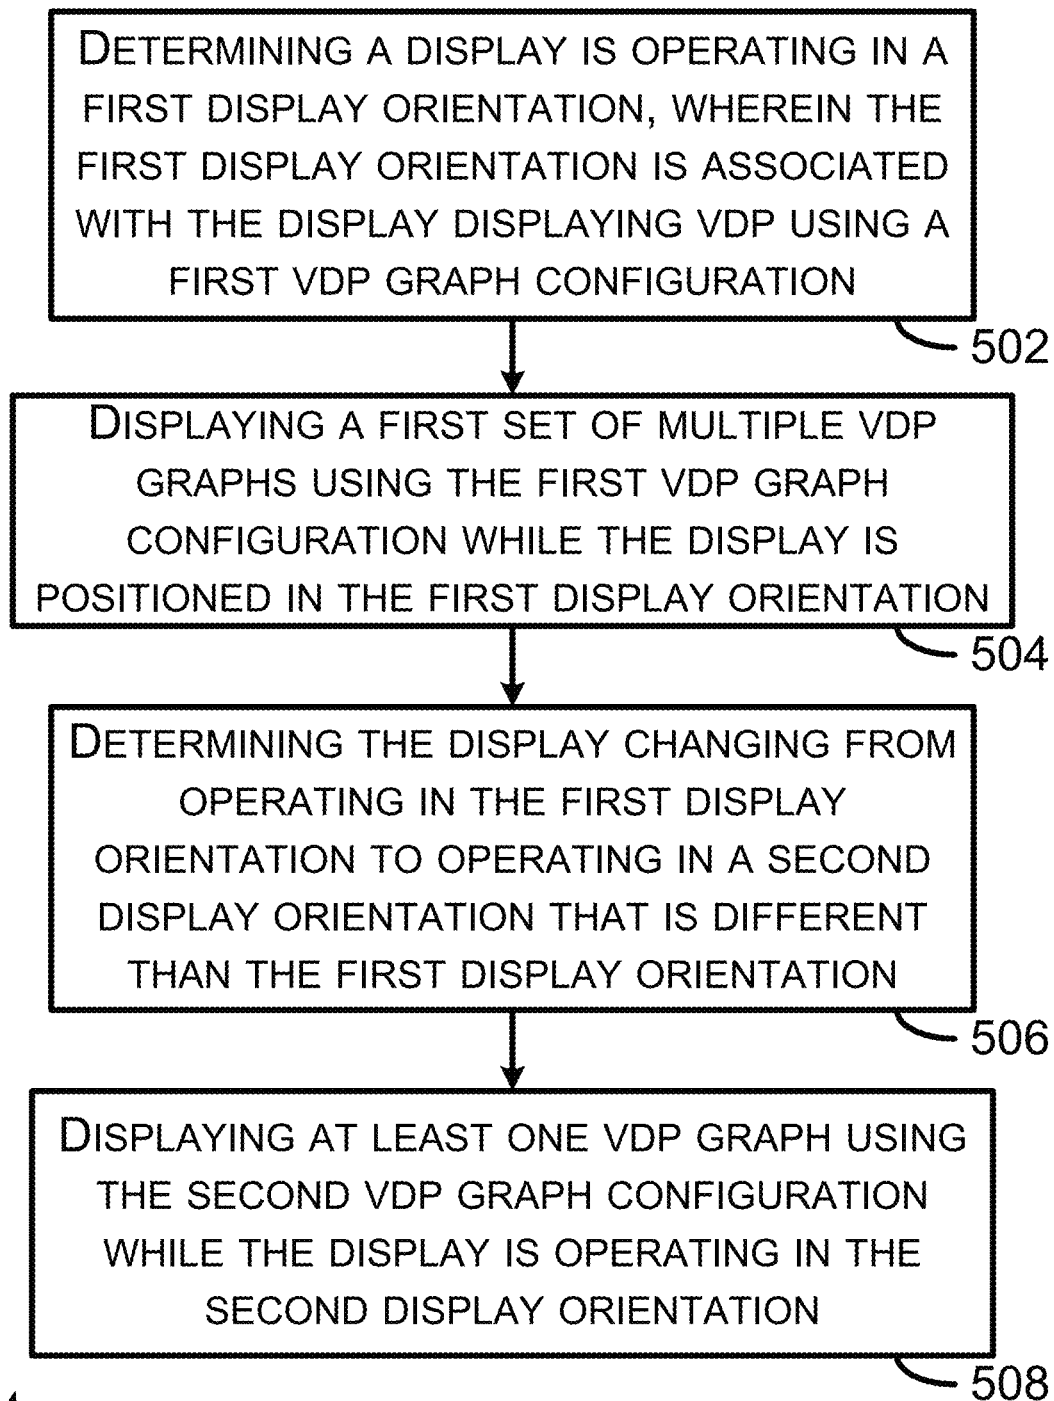 DETERMINING A DISPLAY IS OPERATING IN A
FIRST DISPLAY ORIENTATION, WHEREIN THE
FIRST DISPLAY ORIENTATION IS ASSOCIATED
WITH THE DISPLAY DISPLAYING VDP USING A
FIRST VDP GRAPH CONFIGURATION
502
DISPLAYING A FIRST SET OF MULTIPLE VDP
GRAPHS USING THE FIRST VDP GRAPH
CONFIGURATION WHILE THE DISPLAY IS
POSITIONED IN THE FIRST DISPLAY ORIENTATION
504
DETERMINING THE DISPLAY CHANGING FROM
OPERATING IN THE FIRST DISPLAY
ORIENTATION TO OPERATING IN A SECOND
DISPLAY ORIENTATION THAT IS DIFFERENT
THAN THE FIRST DISPLAY ORIENTATION
506
DISPLAYING AT LEAST ONE VDP GRAPH USING
THE SECOND VDP GRAPH CONFIGURATION
WHILE THE DISPLAY IS OPERATING IN THE
SECOND DISPLAY ORIENTATION
508